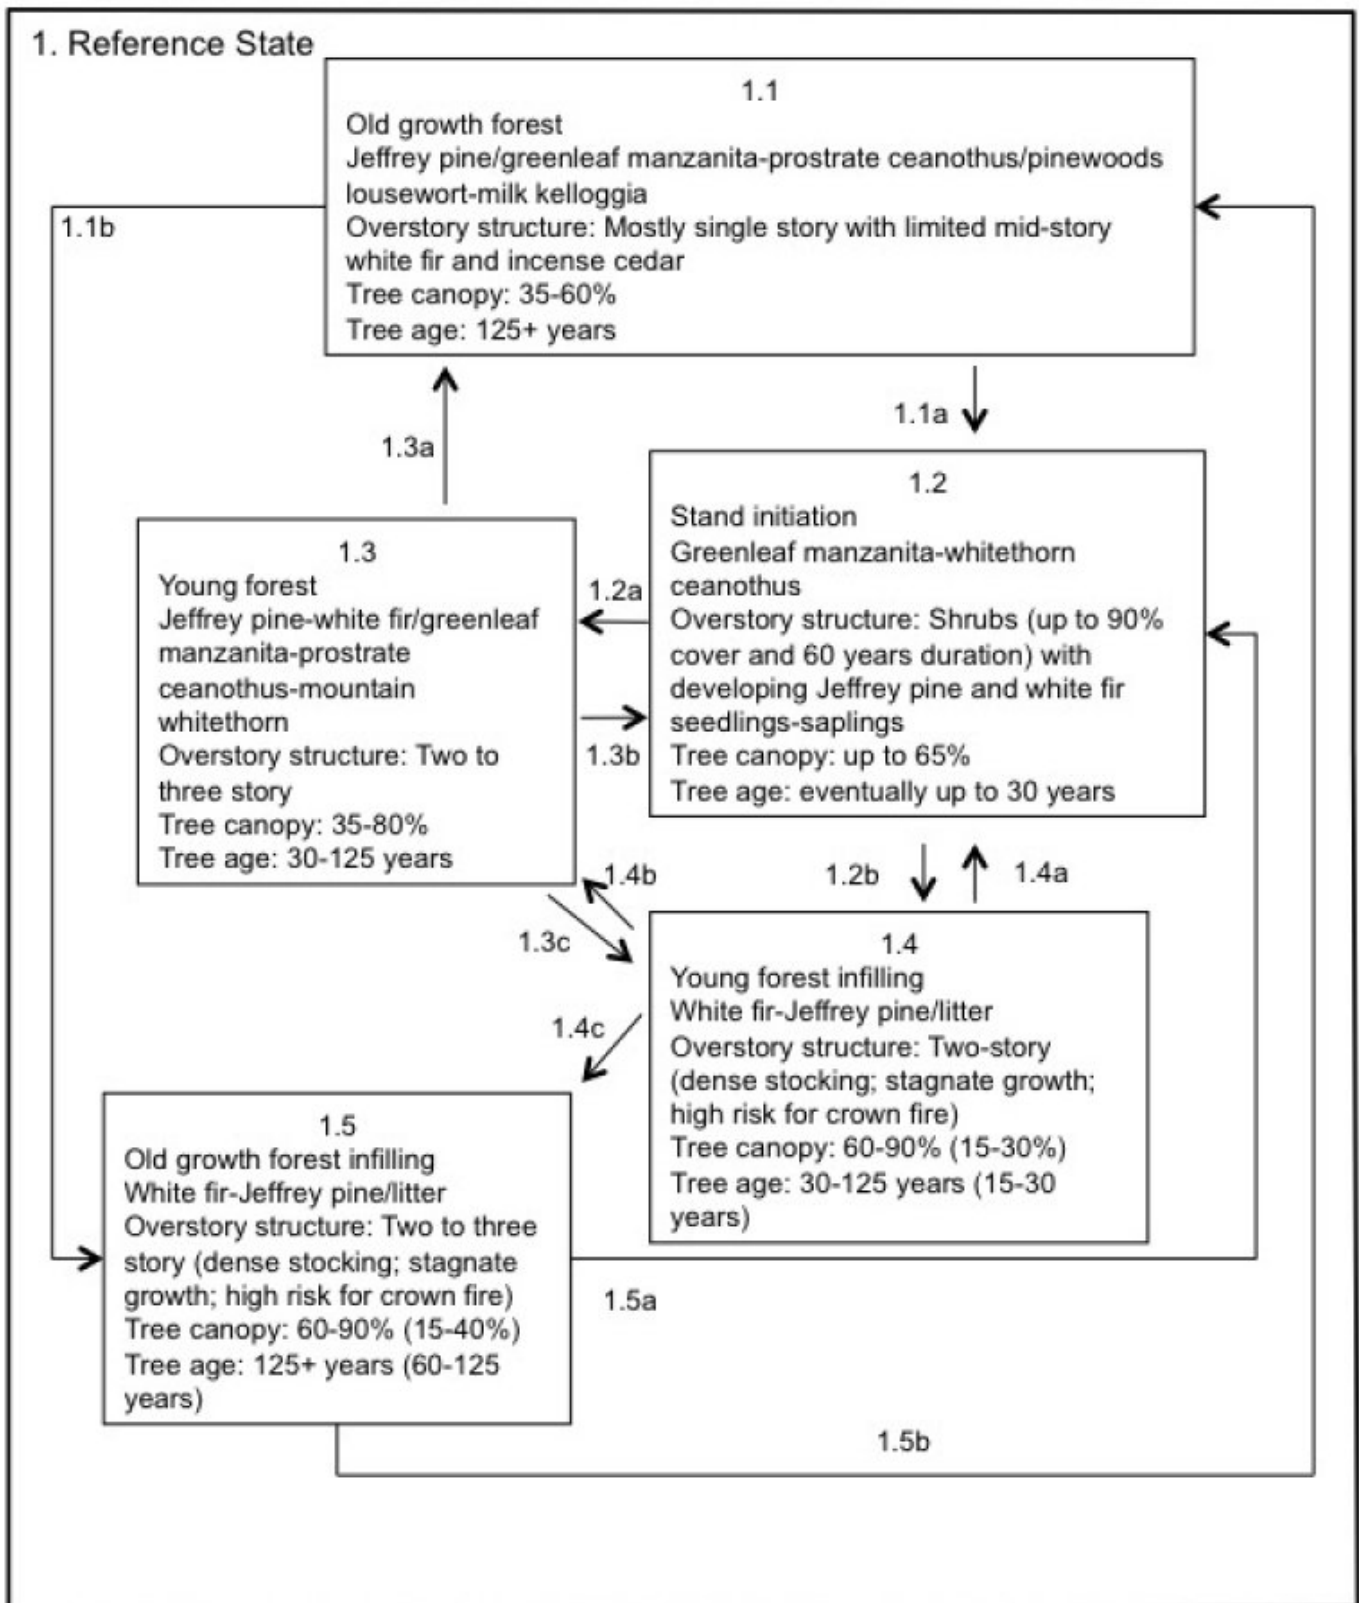 1. Reference State
1.1
Old growth forest
Jeffrey pine/greenleaf manzanita-prostrate ceanothus/pinewoods
lousewort-milk kelloggia
Overstory structure: Mostly single story with limited mid-story
white fir and incense cedar
Tree canopy: 35-60%
Tree age: 125+ years
1.1b
1.1a
1.3a
1.2
Stand initiation
Greenleaf manzanita-whitethorn
ceanothus
Overstory structure: Shrubs (up to 90%
cover and 60 years duration) with
developing Jeffrey pine and white fir
seedlings-saplings
Tree canopy: up to 65%
Tree age: eventually up to 30 years
1.3
Young forest
Jeffrey pine-white fir/greenleaf
manzanita-prostrate
ceanothus-mountain
whitethorn
Overstory structure: Two to
three story
Tree canopy: 35-80%
Tree age: 30-125 years
1.2a
1.3b
1.4b
1.2b
1.4a
1.3c
1.4
Young forest infilling
White fir-Jeffrey pine/litter
Overstory structure: Two-story
(dense stocking; stagnate growth;
high risk for crown fire)
Tree canopy: 60-90% (15-30%)
Tree age: 30-125 years (15-30
years)
1.4c
1.5
Old growth forest infilling
White fir-Jeffrey pine/litter
Overstory structure: Two to three
story (dense stocking; stagnate
growth; high risk for crown fire)
Tree canopy: 60-90% (15-40%)
Tree age: 125+ years (60-125
years)
1.5a
1.5b